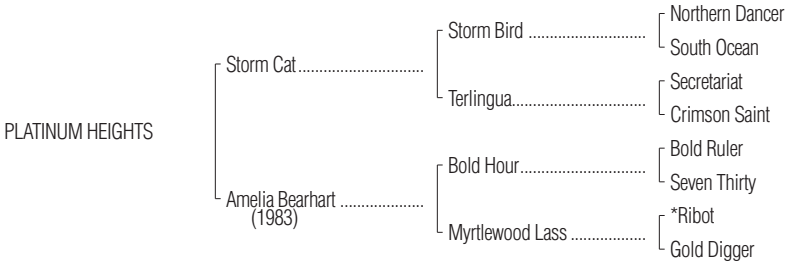 Northern Dancer
Storm Bird ..............................
South Ocean
Storm Cat................................
Secretariat
Terlingua..................................
Crimson Saint
PLATINUM HEIGHTS
Bold Ruler
Bold Hour................................
Seven Thirty
Amelia Bearhart .....................
(1983)
*Ribot
Myrtlewood Lass ...................
Gold Digger